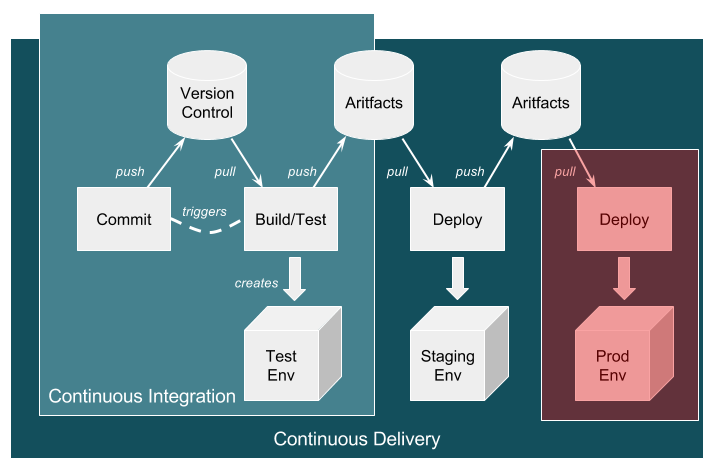 Version
Control
Aritfacts
Aritfacts
push
pull
push
pull
push
pull
Commit
triggers
Build/Test
Deploy
Deploy
creates
Test
Env
Staging
Env
Prod
Env
Continuous Integration
Continuous Delivery